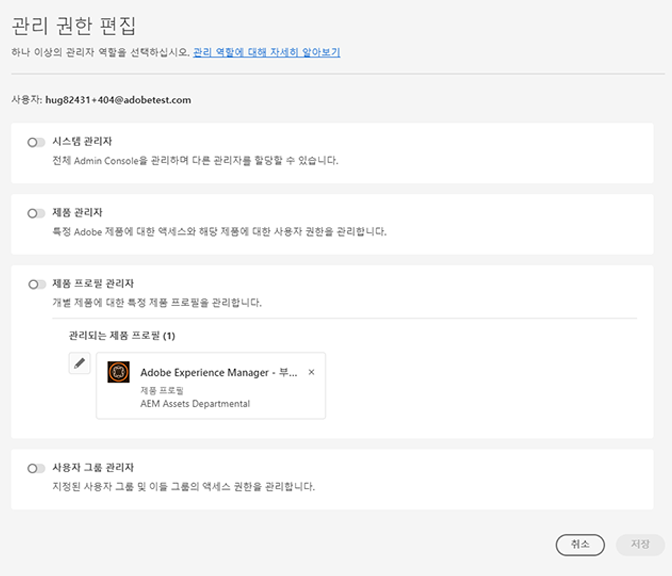 관리 권한 편집
하나 이상의 관리자 역할을 선택하십시오. 관리 역할에 대해 자세히 알아보기
사용자: hug82431+404@adobetest.com
시스템 관리자
전체 Admin Console을 관리하며 다른 관리자를 할당할 수 있습니다.
제품 관리자
특정 Adobe 제품에 대한 액세스와 해당 제품에 대한 사용자 권한을 관리합니다.
제품 프로필 관리자
개별 제품에 대한 특정 제품 프로필을 관리합니다.
관리되는 제품 프로필 (1)
Adobe Experience Manager - 부...
제품 프로필
AEM Assets Departmental
사용자 그룹 관리자
지정된 사용자 그룹 및 이들 그룹의 액세스 권한을 관리합니다.
취소
저장